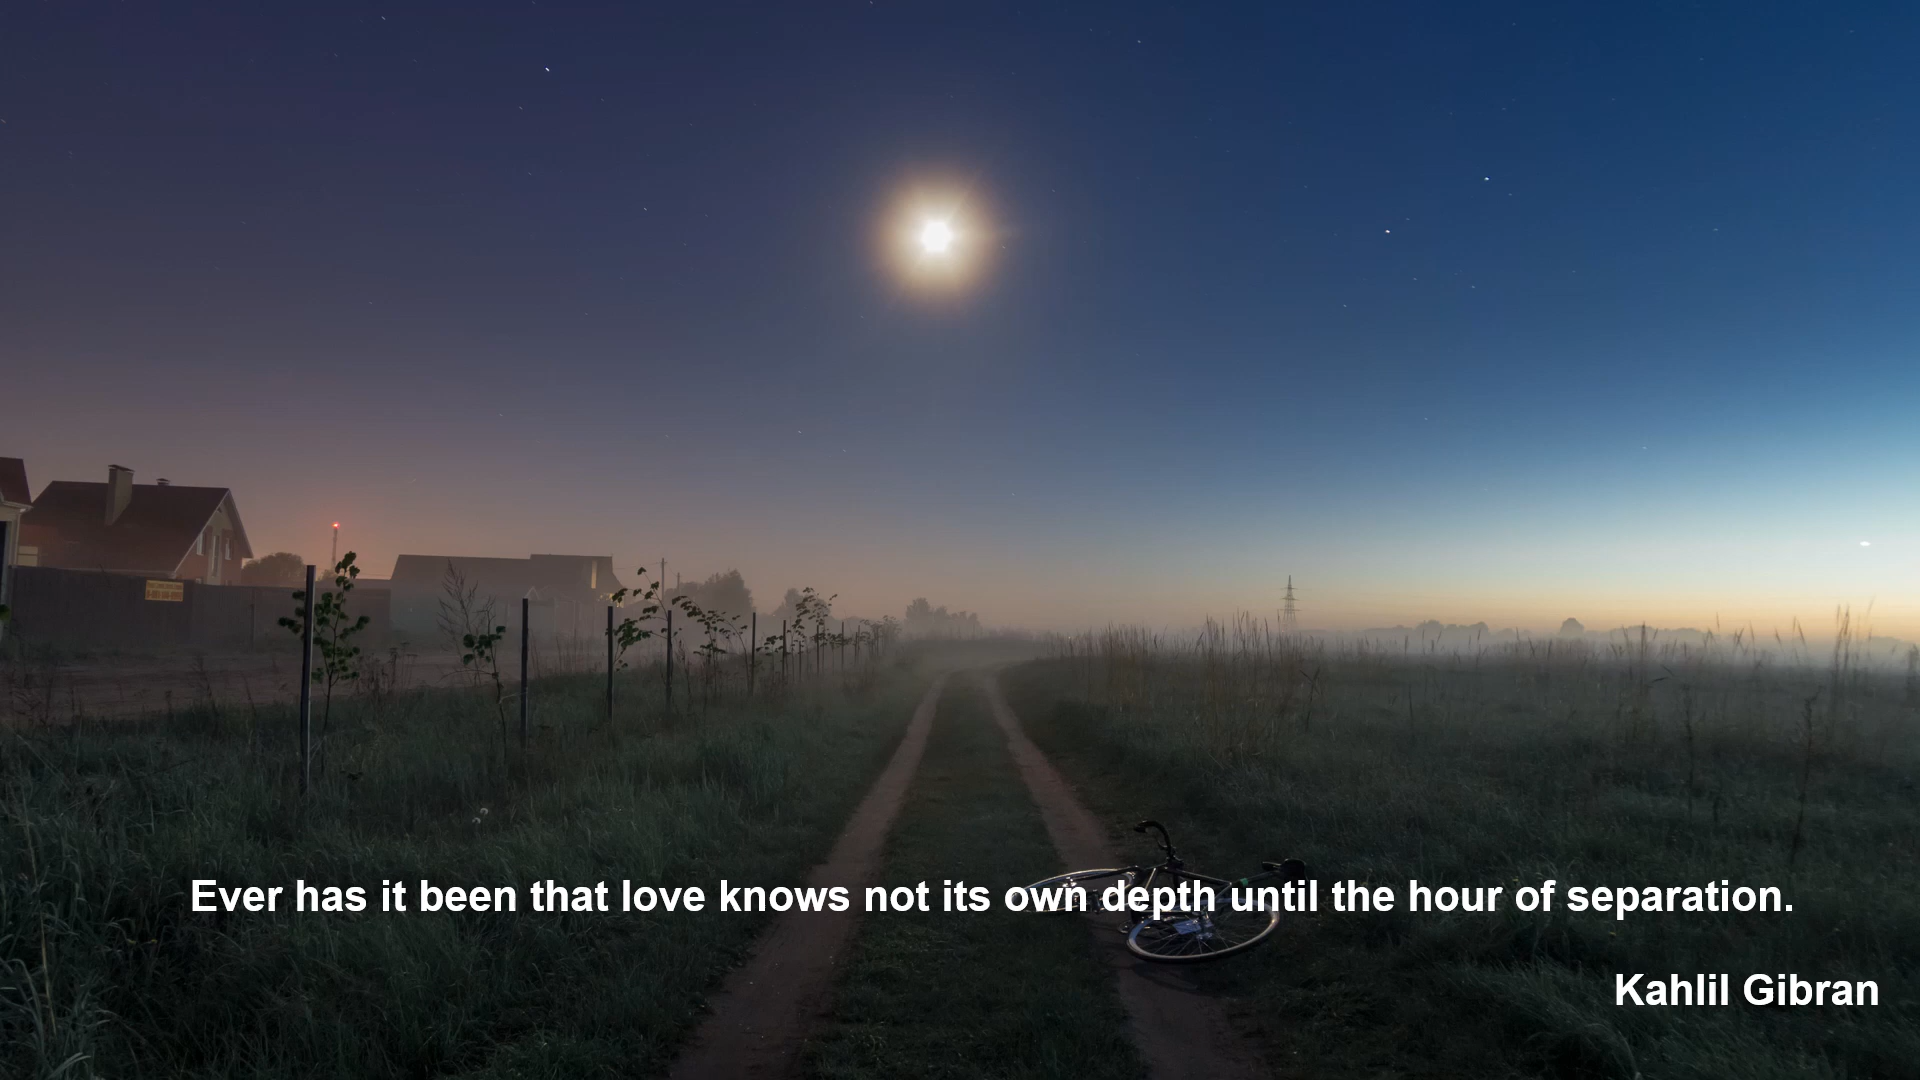 Ever has it been that love knows not its own depth until the hour of separation.
Kahlil Gibran